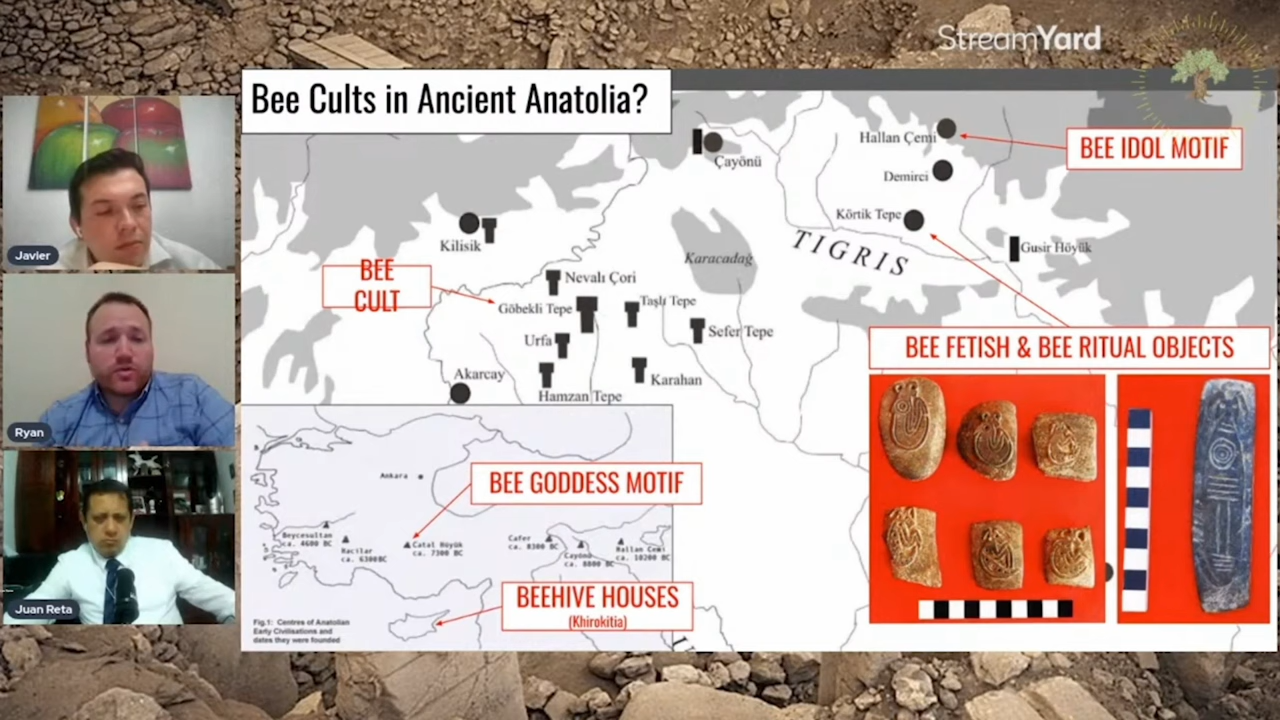 StreamYard
Bee Cults in Ancient Anatolia?
Javier
Ryan
Juan Reta
Hallan Çemi
BEE IDOL MOTIF
Çayönü
Demirci
Körtik Tepe
Kilisik
TIGRIS
Gusir Höyük
Karacadağ
BEE
CULT
Nevalı Çori
Göbekli Tepe
Taşlı Tepe
Sefer Tepe
Urfa
BEE FETISH & BEE RITUAL OBJECTS
Akarcay
Karahan
Hamzan Tepe
Ankara
BEE GODDESS MOTIF
Beycesultan
ca. 4600 BC
Hacilar
ca. 6300BC
Catal Höyük
ca. 7300 BC
Cafer
ca. 8300 BC
Cayönü
ca. 8800 BC
Hallan Cemi
ca. 10200 BC
BEEHIVE HOUSES
(Khirokitia)
Fig.1: Centres of Anatolian
Early Civilisations and
dates they were founded